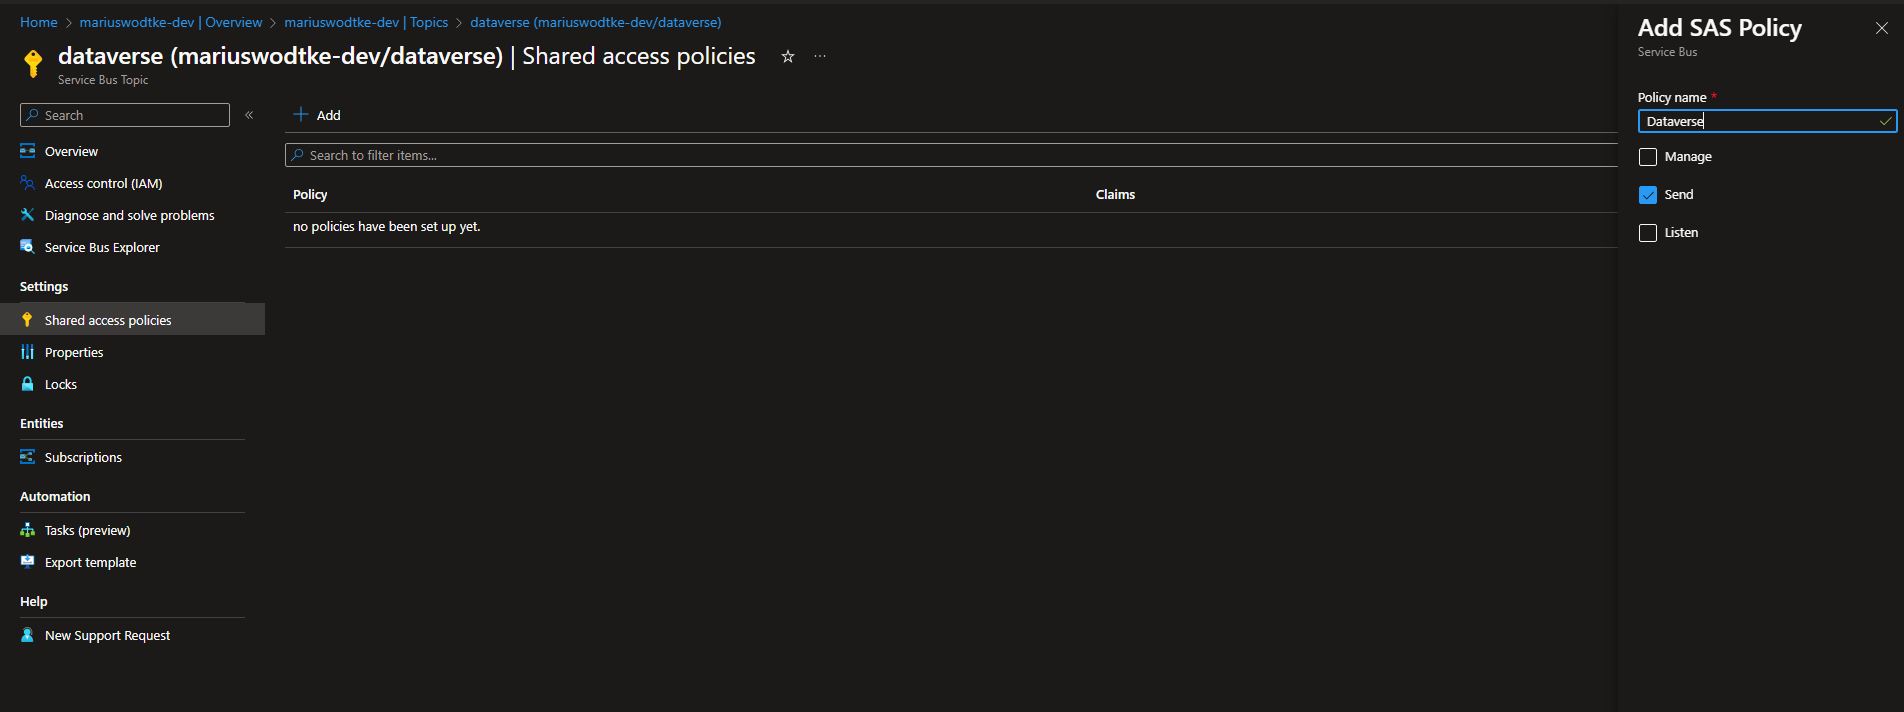 Home > mariuswodtke-dev | Overview > mariuswodtke-dev | Topics > dataverse (mariuswodtke-dev/dataverse)
dataverse (mariuswodtke-dev/dataverse) | Shared access policies
Service Bus Topic
Search
Overview
Access control (IAM)
Diagnose and solve problems
Service Bus Explorer
Settings
Shared access policies
Properties
Locks
Entities
Subscriptions
Automation
Tasks (preview)
Export template
Help
New Support Request
Add
Search to filter items...
Policy Claims
no policies have been set up yet.
Add SAS Policy
Service Bus
Policy name *
Dataverse
Manage
Send
Listen